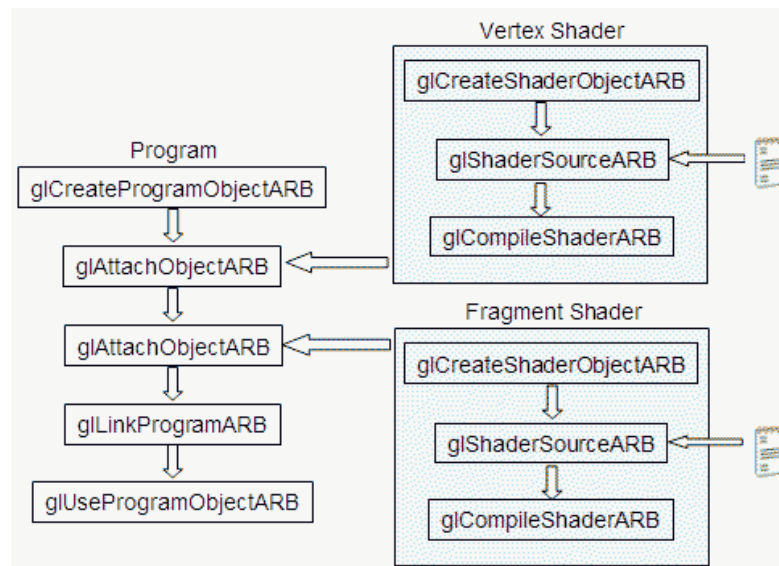 Vertex Shader
glCreateShaderObjectARB
glShaderSourceARB
glCompileShaderARB
Program
glCreateProgramObjectARB
glAttachObjectARB
glAttachObjectARB
glLinkProgramARB
glUseProgramObjectARB
Fragment Shader
glCreateShaderObjectARB
glShaderSourceARB
glCompileShaderARB